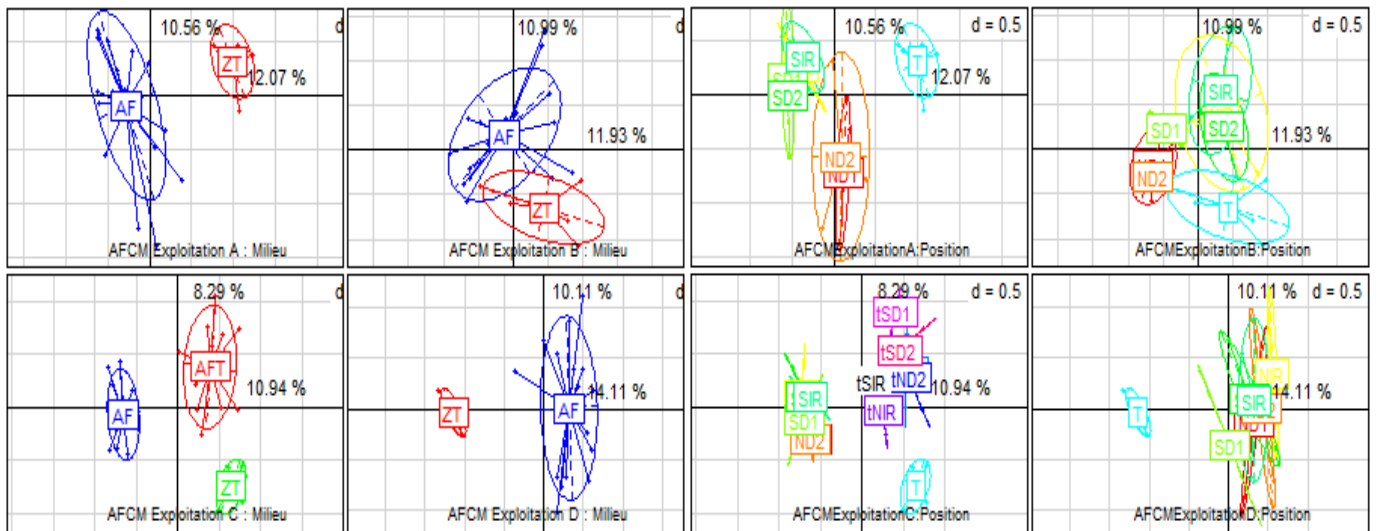 10.56 %
d
ZT
12.07 %
AF
AFCM Exploitation A : Milieu
10.99 %
d
AF
11.93 %
ZT
AFCM Exploitation B : Milieu
10.56 %
d = 0.5
SIR
T
SD1
12.07 %
SD2
ND2
ND1
AFCMExploitationA:Position
10.99 %
d = 0.5
SIR
SD1
SD2
11.93 %
ND2
T
AFCMExploitationB:Position
8.29 %
d
AFT
10.94 %
AF
ZT
AFCM Exploitation C : Milieu
10.11 %
d
14.11 %
ZT
AF
AFCM Exploitation D : Milieu
8.29 %
d = 0.5
tSD1
tSD2
tSIR
tND2
10.94 %
SIR
tNIR
SD1
ND2
T
AFCMExploitationC:Position
10.11 %
d = 0.5
NIR
14.11 %
T
SIR
SD1
AFCMExploitationD:Position